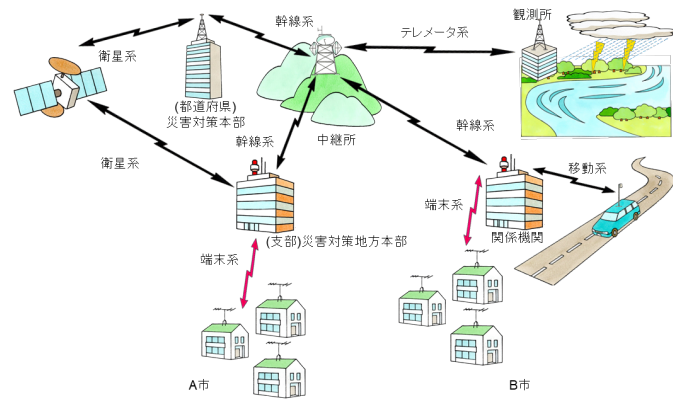 観測所
幹線系
テレメータ系
衛星系
(都道府県)
災害対策本部
中継所
幹線系
幹線系
衛星系
移動系
端末系
関係機関
(支部)災害対策地方本部
端末系
A市
B市